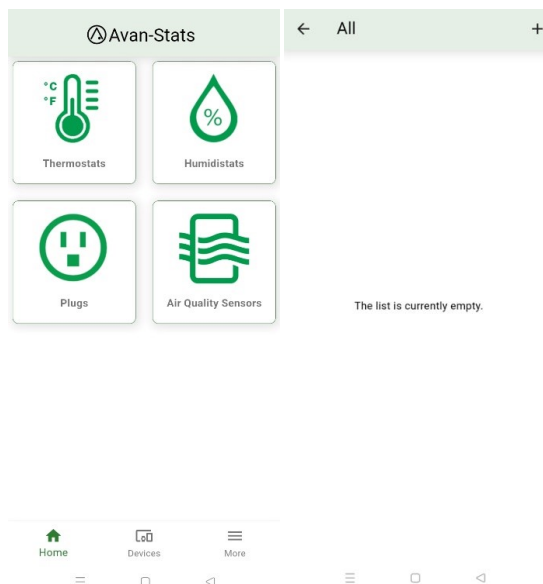 Avan-Stats
°C
°F
%
Thermostats
Humidistats
Plugs
Air Quality Sensors
Home
Devices
More
All
The list is currently empty.